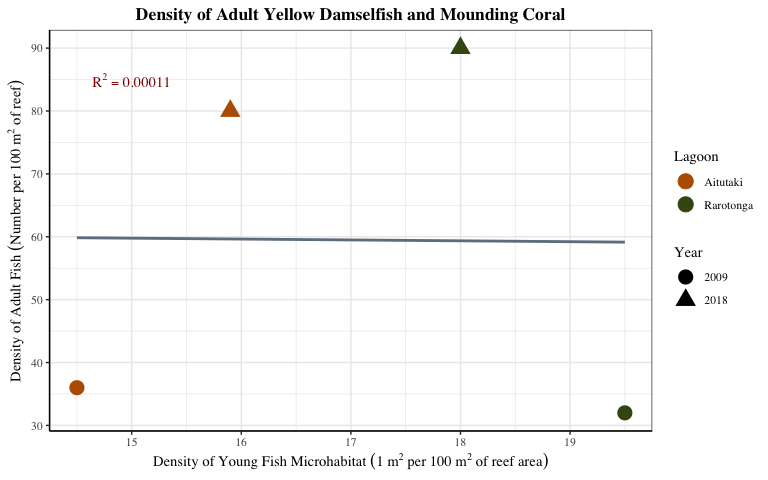 Density of Adult Yellow Damselfish and Mounding Coral
R² = 0.00011
Density of Adult Fish (Number per 100 m² of reef)
90
80
70
60
50
40
30
15 16 17 18 19
Density of Young Fish Microhabitat (1 m² per 100 m² of reef area)
Lagoon
Aitutaki
Rarotonga
Year
2009
2018